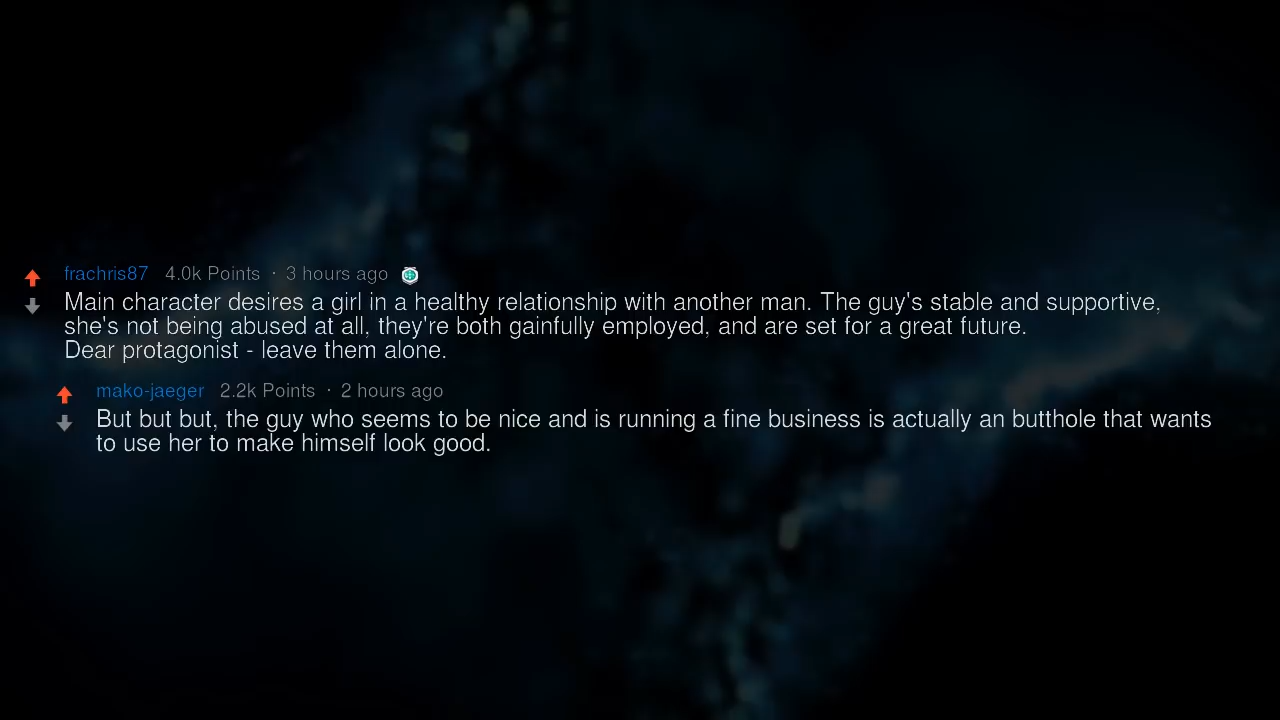 frachris87 4.0k Points · 3 hours ago
Main character desires a girl in a healthy relationship with another man. The guy's stable and supportive,
she's not being abused at all, they're both gainfully employed, and are set for a great future.
Dear protagonist - leave them alone.
mako-jaeger 2.2k Points · 2 hours ago
But but but, the guy who seems to be nice and is running a fine business is actually an butthole that wants
to use her to make himself look good.